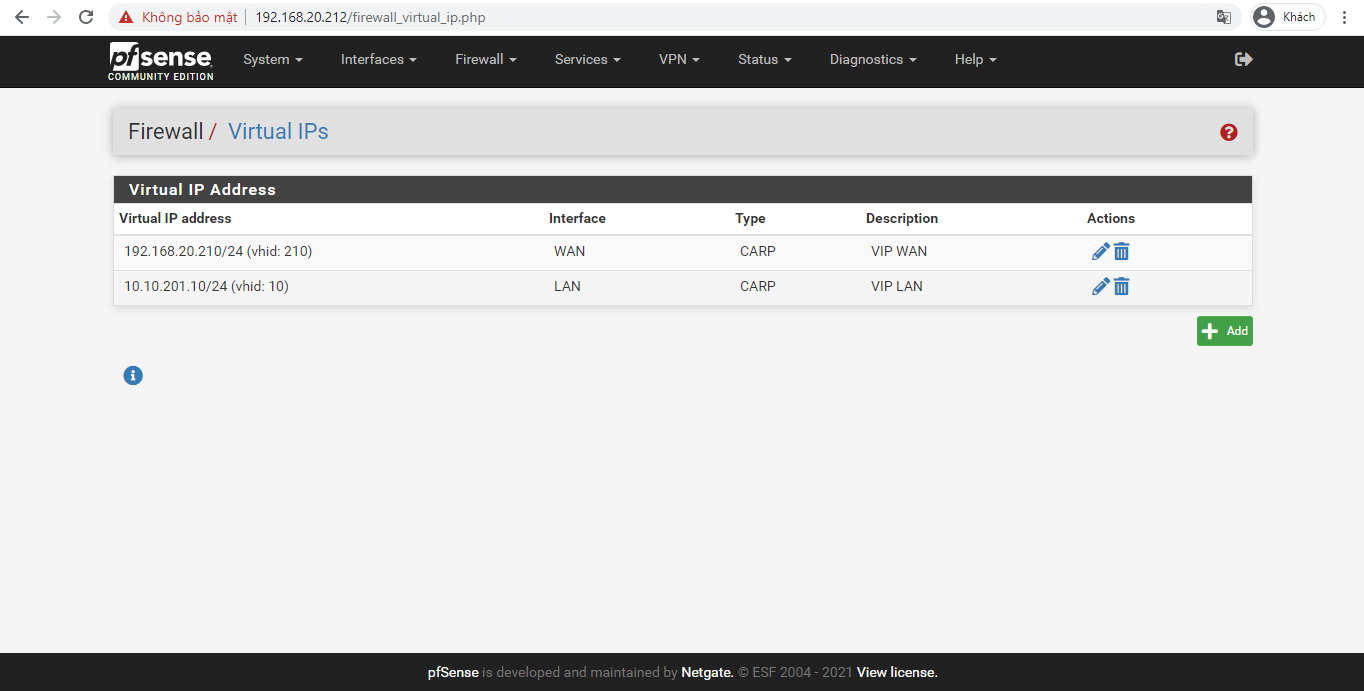 Không bảo mật 192.168.20.212/firewall_virtual_ip.php Khách
pfsense
COMMUNITY EDITION
System Interfaces Firewall Services VPN Status Diagnostics Help
Firewall / Virtual IPs
Virtual IP Address
Virtual IP address Interface Type Description Actions
192.168.20.210/24 (vhid: 210) WAN CARP VIP WAN
10.10.201.10/24 (vhid: 10) LAN CARP VIP LAN
Add
pfSense is developed and maintained by Netgate. © ESF 2004 - 2021 View license.